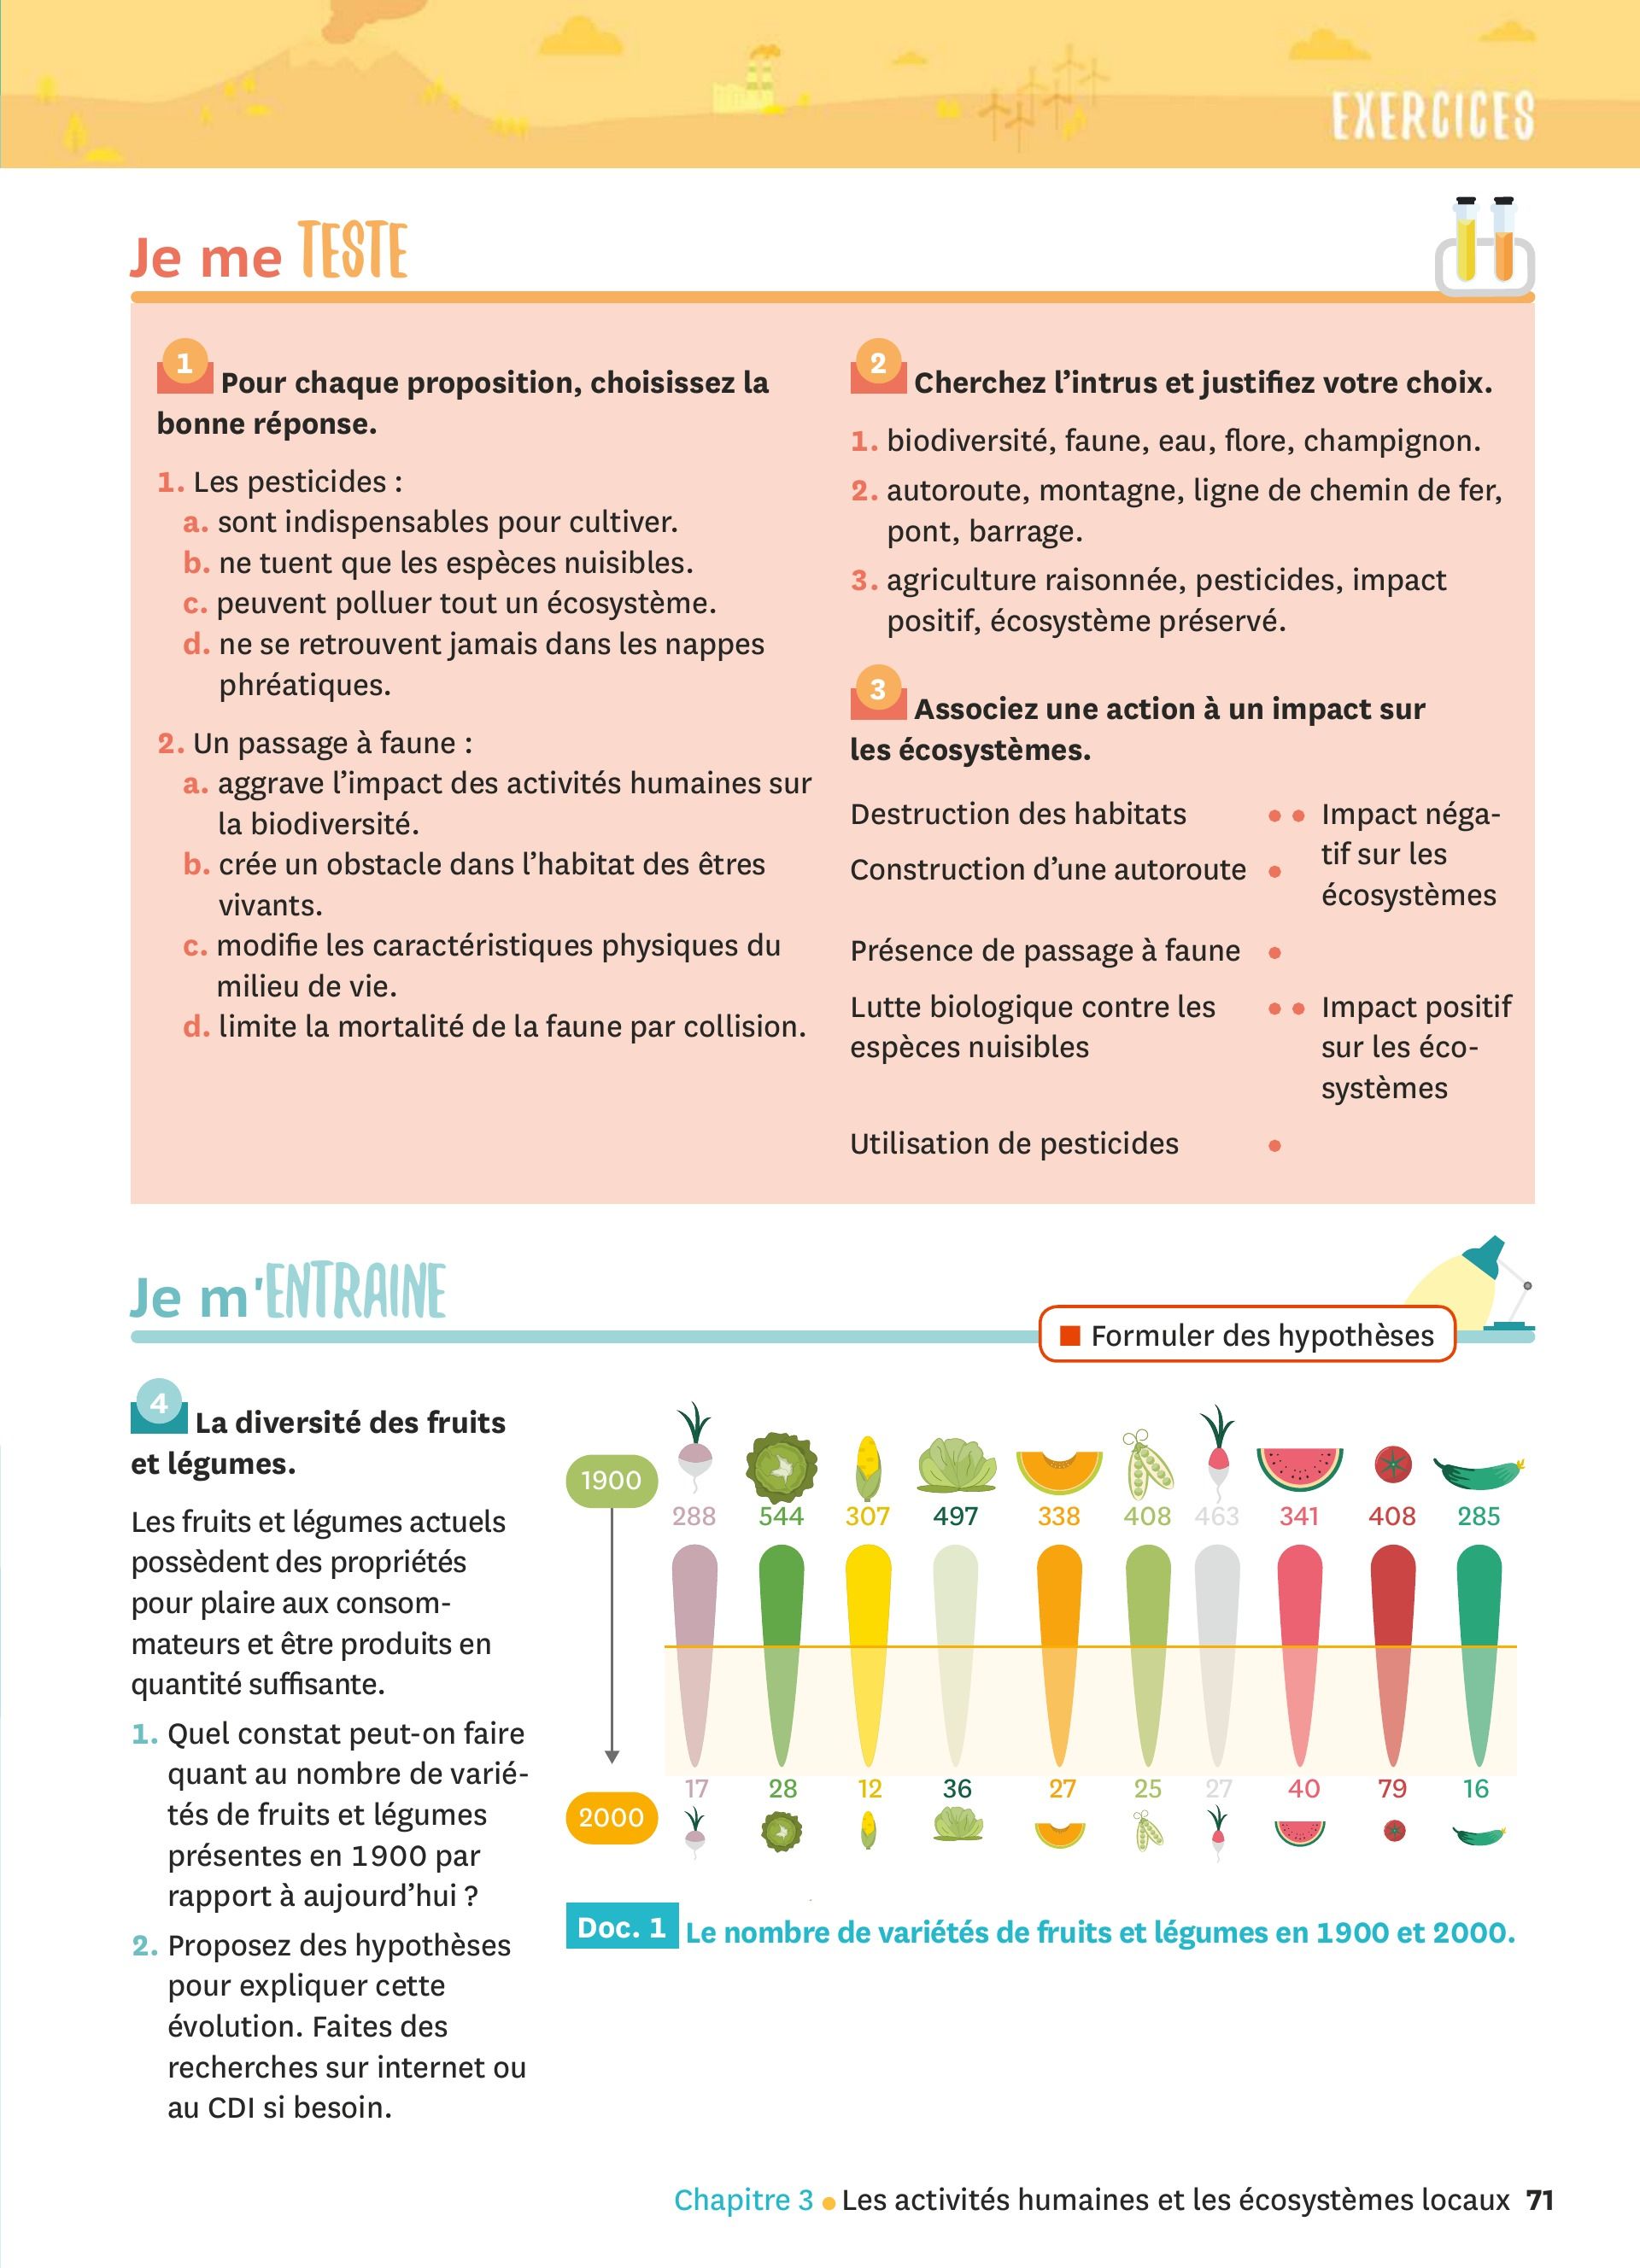 EXERCICES
Je me TESTE
1 Pour chaque proposition, choisissez la
bonne réponse.
1. Les pesticides :
a. sont indispensables pour cultiver.
b. ne tuent que les espèces nuisibles.
c. peuvent polluer tout un écosystème.
d. ne se retrouvent jamais dans les nappes
phréatiques.
2. Un passage à faune :
a. aggrave l'impact des activités humaines sur
la biodiversité.
b. crée un obstacle dans l'habitat des êtres
vivants.
c. modifie les caractéristiques physiques du
milieu de vie.
d. limite la mortalité de la faune par collision.
2 Cherchez l'intrus et justifiez votre choix.
1. biodiversité, faune, eau, flore, champignon.
2. autoroute, montagne, ligne de chemin de fer,
pont, barrage.
3. agriculture raisonnée, pesticides, impact
positif, écosystème préservé.
3 Associez une action à un impact sur
les écosystèmes.
Destruction des habitats
Construction d'une autoroute
Présence de passage à faune
Lutte biologique contre les
espèces nuisibles
Utilisation de pesticides
Impact néga-
tif sur les
écosystèmes
Impact positif
sur les éco-
systèmes
Je m'ENTRAINE
Formuler des hypothèses
4 La diversité des fruits
et légumes.
Les fruits et légumes actuels
possèdent des propriétés
pour plaire aux consom-
mateurs et être produits en
quantité suffisante.
1. Quel constat peut-on faire
quant au nombre de varié-
tés de fruits et légumes
présentes en 1900 par
rapport à aujourd'hui ?
2. Proposez des hypothèses
pour expliquer cette
évolution. Faites des
recherches sur internet ou
au CDI si besoin.
1900
288 544 307 497 338 408 463 341 408 285
17 28 12 36 27 25 27 40 79 16
2000
Doc. 1 Le nombre de variétés de fruits et légumes en 1900 et 2000.
Chapitre 3 • Les activités humaines et les écosystèmes locaux 71